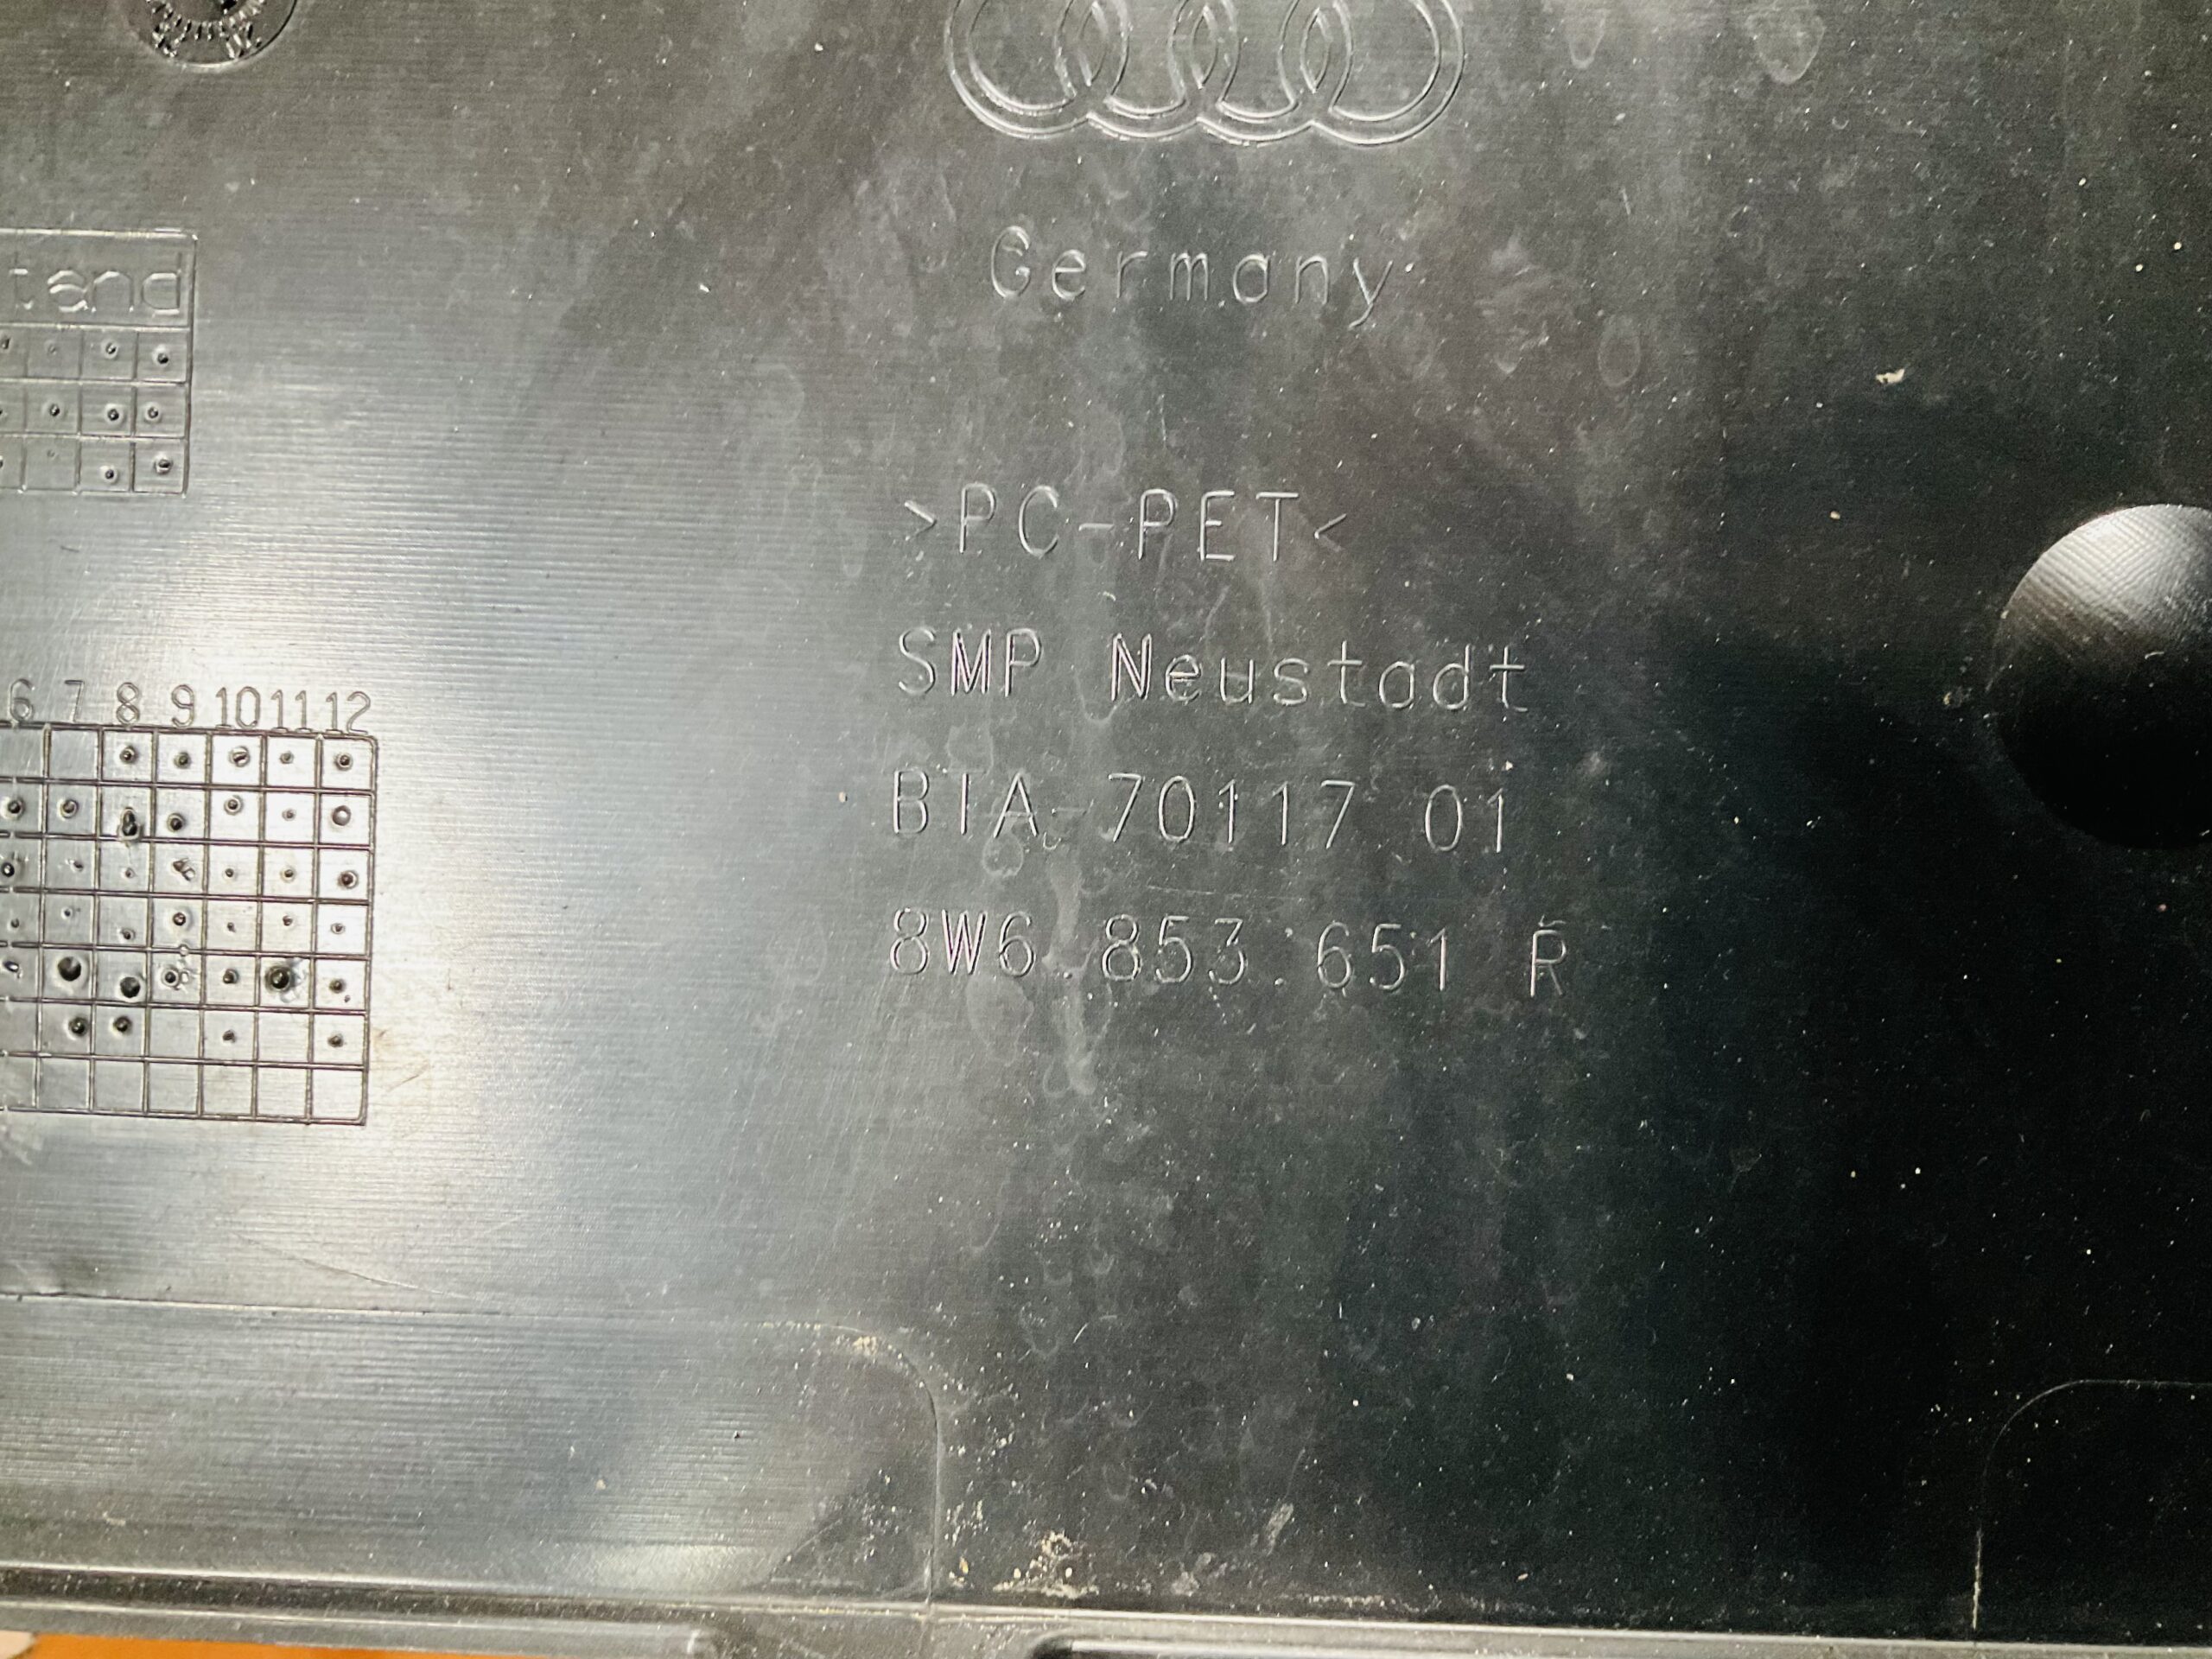 Germany
tand
>PC-PET<
SMP Neustadt
6 7 8 9 10 11 12
BIA-70117 01
8W6.853.651 R